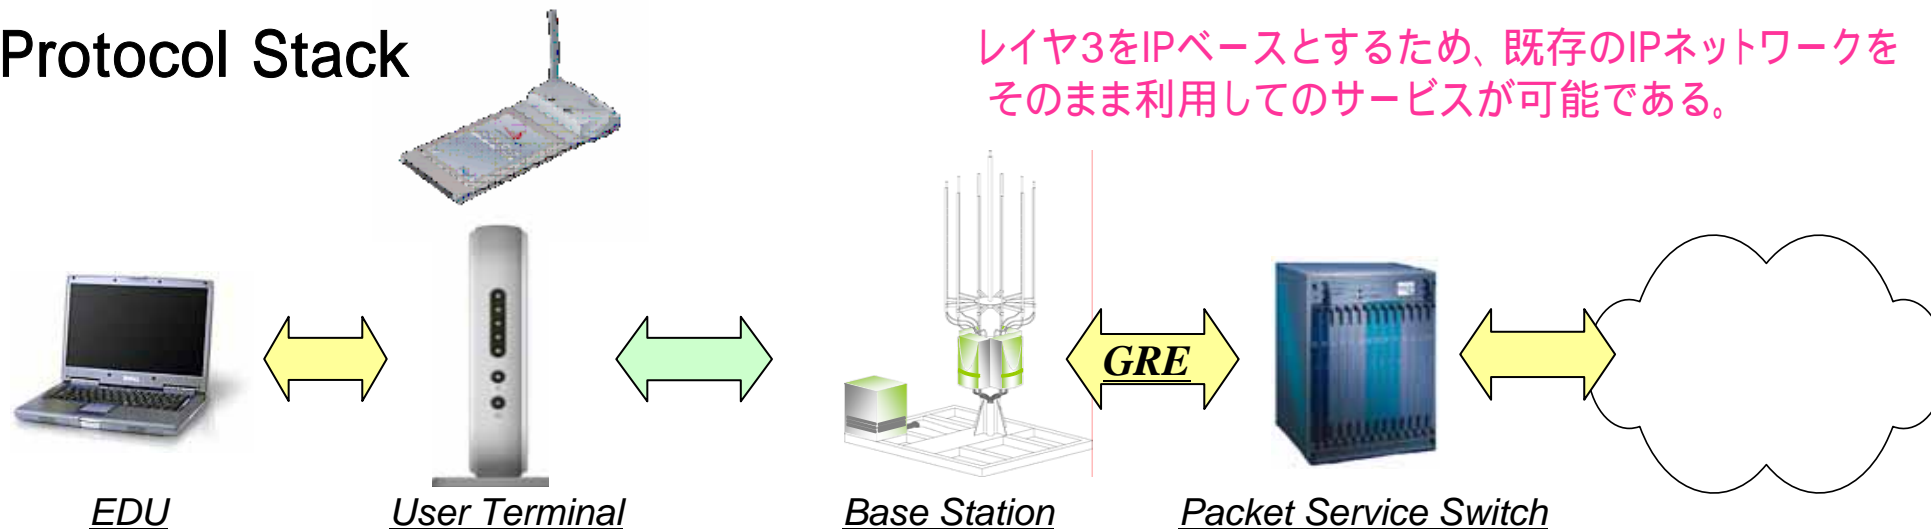 Protocol Stack
レイヤ3をIPベースとするため、既存のIPネットワークを
そのまま利用してのサービスが可能である。
GRE
EDU
User Terminal
Base Station
Packet Service Switch